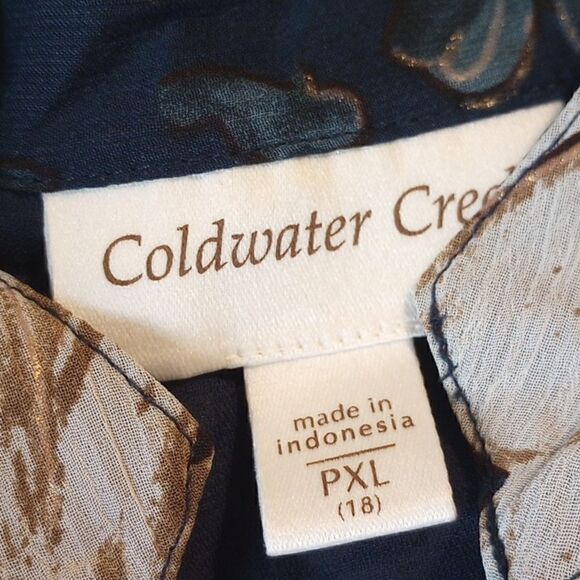 Coldwater Cree
made in
indonesia
PXL
(18)